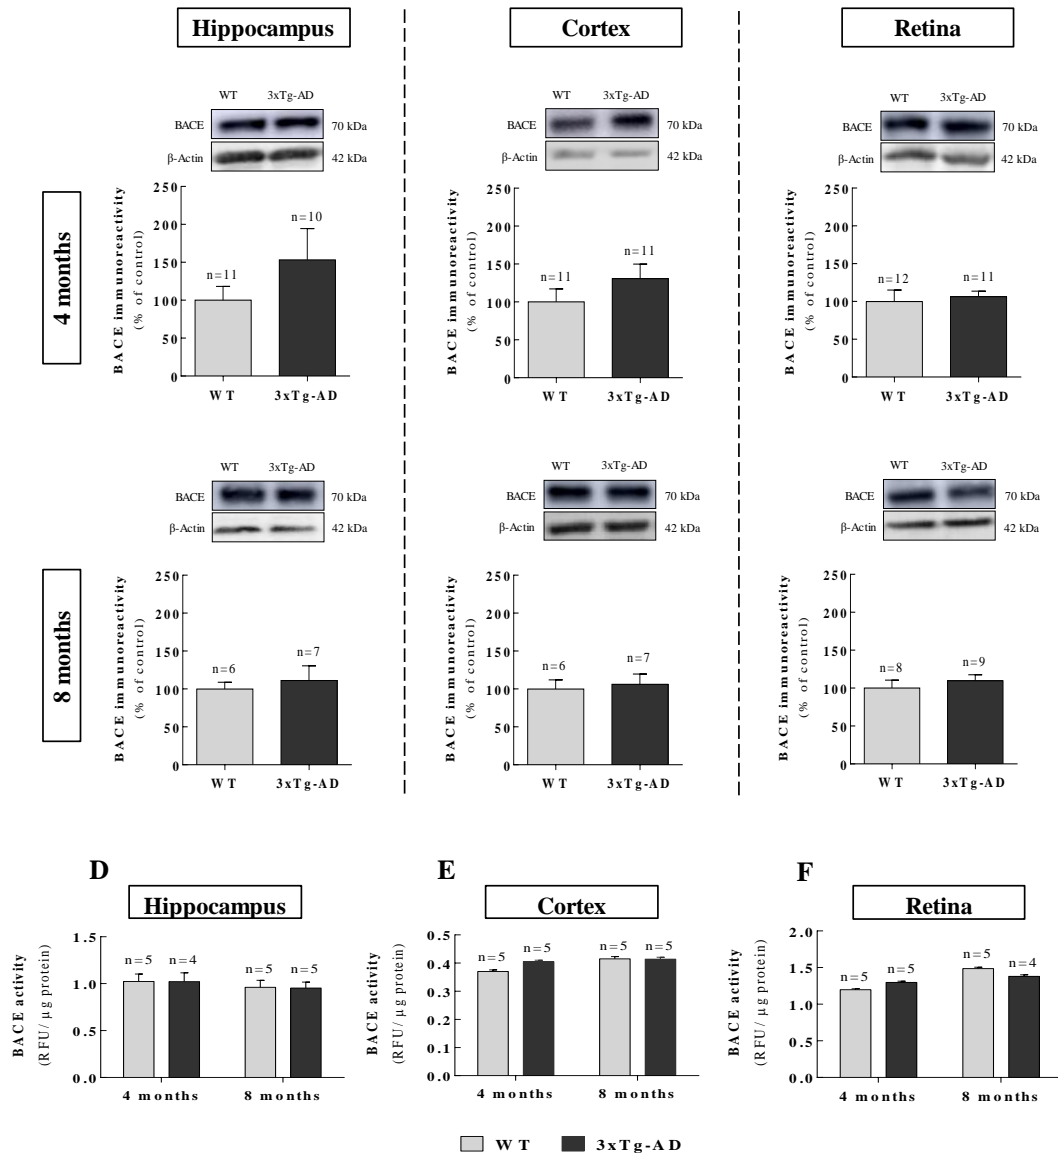 Hippocampus
Cortex
Retina
4 months
WT 3xTg-AD
BACE 70 kDa
β-Actin 42 kDa
BACE immunoreactivity
(% of control)
250
200
150
100
50
0
n=11
n=10
WT 3xTg-AD
WT 3xTg-AD
BACE 70 kDa
β-Actin 42 kDa
BACE immunoreactivity
(% of control)
250
200
150
100
50
0
n=11
n=11
WT 3xTg-AD
WT 3xTg-AD
BACE 70 kDa
β-Actin 42 kDa
BACE immunoreactivity
(% of control)
250
200
150
100
50
0
n=12
n=11
WT 3xTg-AD
8 months
WT 3xTg-AD
BACE 70 kDa
β-Actin 42 kDa
BACE immunoreactivity
(% of control)
250
200
150
100
50
0
n=6
n=7
WT 3xTg-AD
WT 3xTg-AD
BACE 70 kDa
β-Actin 42 kDa
BACE immunoreactivity
(% of control)
250
200
150
100
50
0
n=6
n=7
WT 3xTg-AD
WT 3xTg-AD
BACE 70 kDa
β-Actin 42 kDa
BACE immunoreactivity
(% of control)
250
200
150
100
50
0
n=8
n=9
WT 3xTg-AD
D
Hippocampus
BACE activity
(RFU/ µg protein)
1.5
1.0
0.5
0.0
n=5 n=4 n=5 n=5
4 months 8 months
E
Cortex
BACE activity
(RFU/ µg protein)
0.5
0.4
0.4
0.1
0.0
n=5 n=5 n=5 n=5
4 months 8 months
F
Retina
BACE activity
(RFU/ µg protein)
2.0
1.5
1.0
0.5
0.0
n=5 n=5 n=5 n=4
4 months 8 months
WT 3xTg-AD